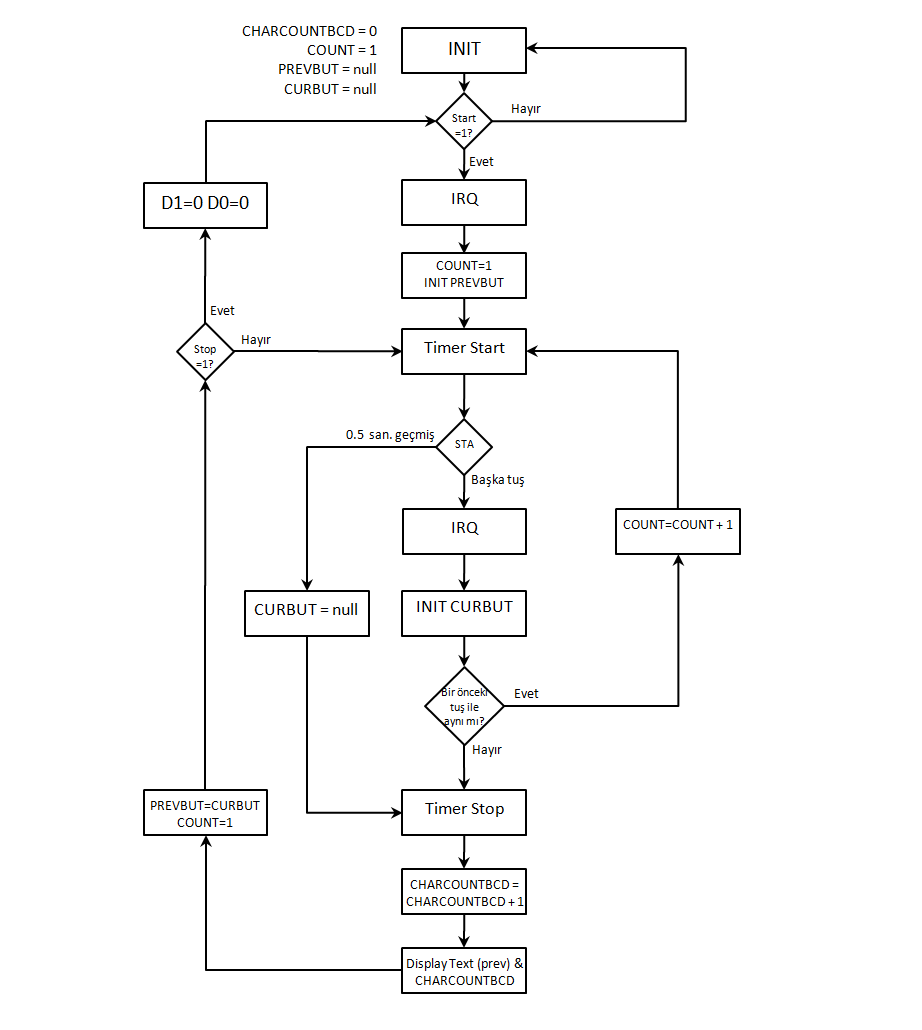 CHARCOUNTBCD = 0
COUNT = 1
PREVBUT = null
CURBUT = null
INIT
Hayır
Start
=1?
Evet
D1=0 D0=0
IRQ
COUNT=1
INIT PREVBUT
Evet
Stop
=1?
Hayır
Timer Start
0.5 san. geçmiş
STA
Başka tuş
IRQ
COUNT=COUNT + 1
CURBUT = null
INIT CURBUT
Bir önceki
tuş ile
aynı mı?
Evet
Hayır
PREVBUT=CURBUT
COUNT=1
Timer Stop
CHARCOUNTBCD =
CHARCOUNTBCD + 1
Display Text (prev) &
CHARCOUNTBCD